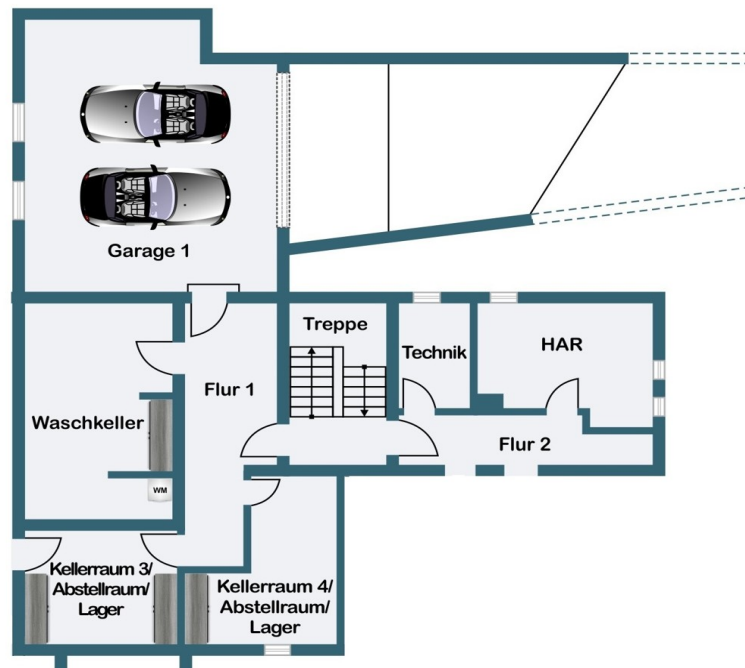 Garage 1
Treppe
Technik
HAR
Flur 1
Waschkeller
Flur 2
WM
Kellerraum 3/
Abstellraum/
Lager
Kellerraum 4/
Abstellraum/
Lager